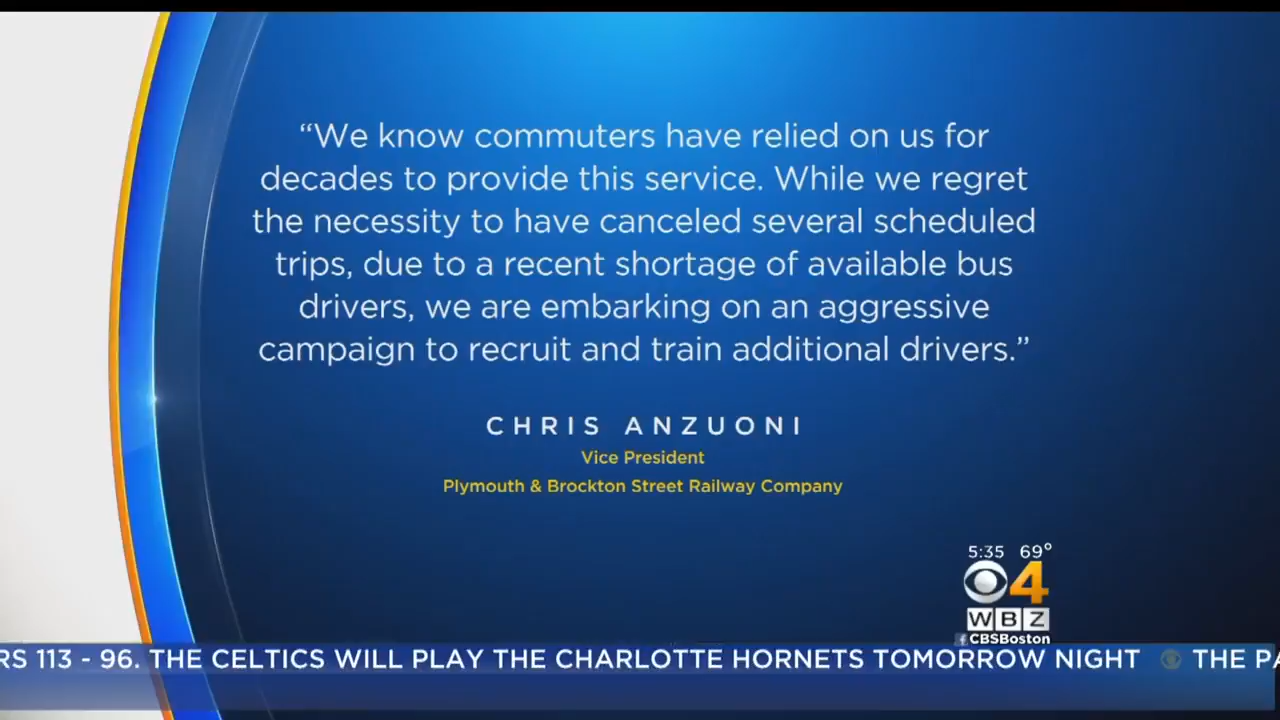 “We know commuters have relied on us for
decades to provide this service. While we regret
the necessity to have canceled several scheduled
trips, due to a recent shortage of available bus
drivers, we are embarking on an aggressive
campaign to recruit and train additional drivers.”
CHRIS ANZUONI
Vice President
Plymouth & Brockton Street Railway Company
5:35 69°
4
WBZ
CBSBoston
RS 113 - 96. THE CELTICS WILL PLAY THE CHARLOTTE HORNETS TOMORROW NIGHT THE PA